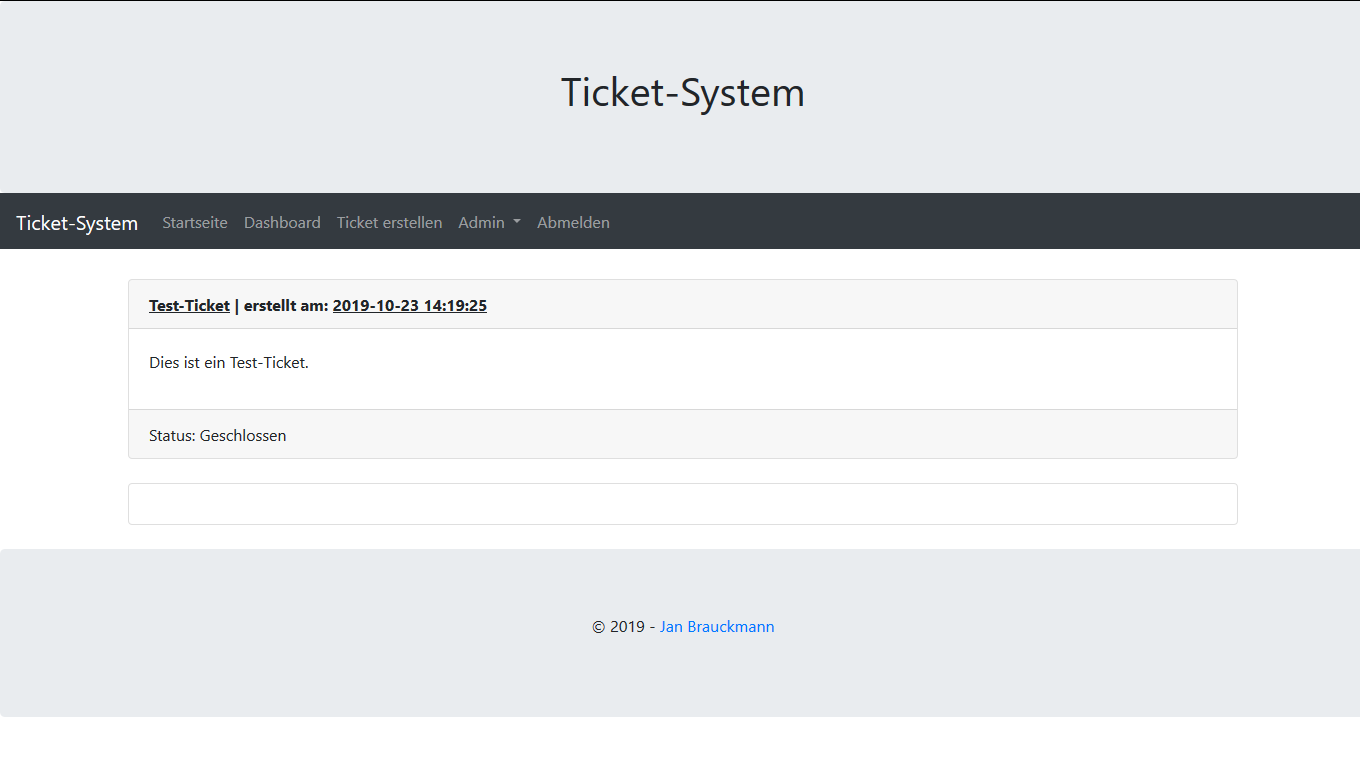 Ticket-System
Ticket-System Startseite Dashboard Ticket erstellen Admin Abmelden
Test-Ticket | erstellt am: 2019-10-23 14:19:25
Dies ist ein Test-Ticket.
Status: Geschlossen
© 2019 - Jan Brauckmann